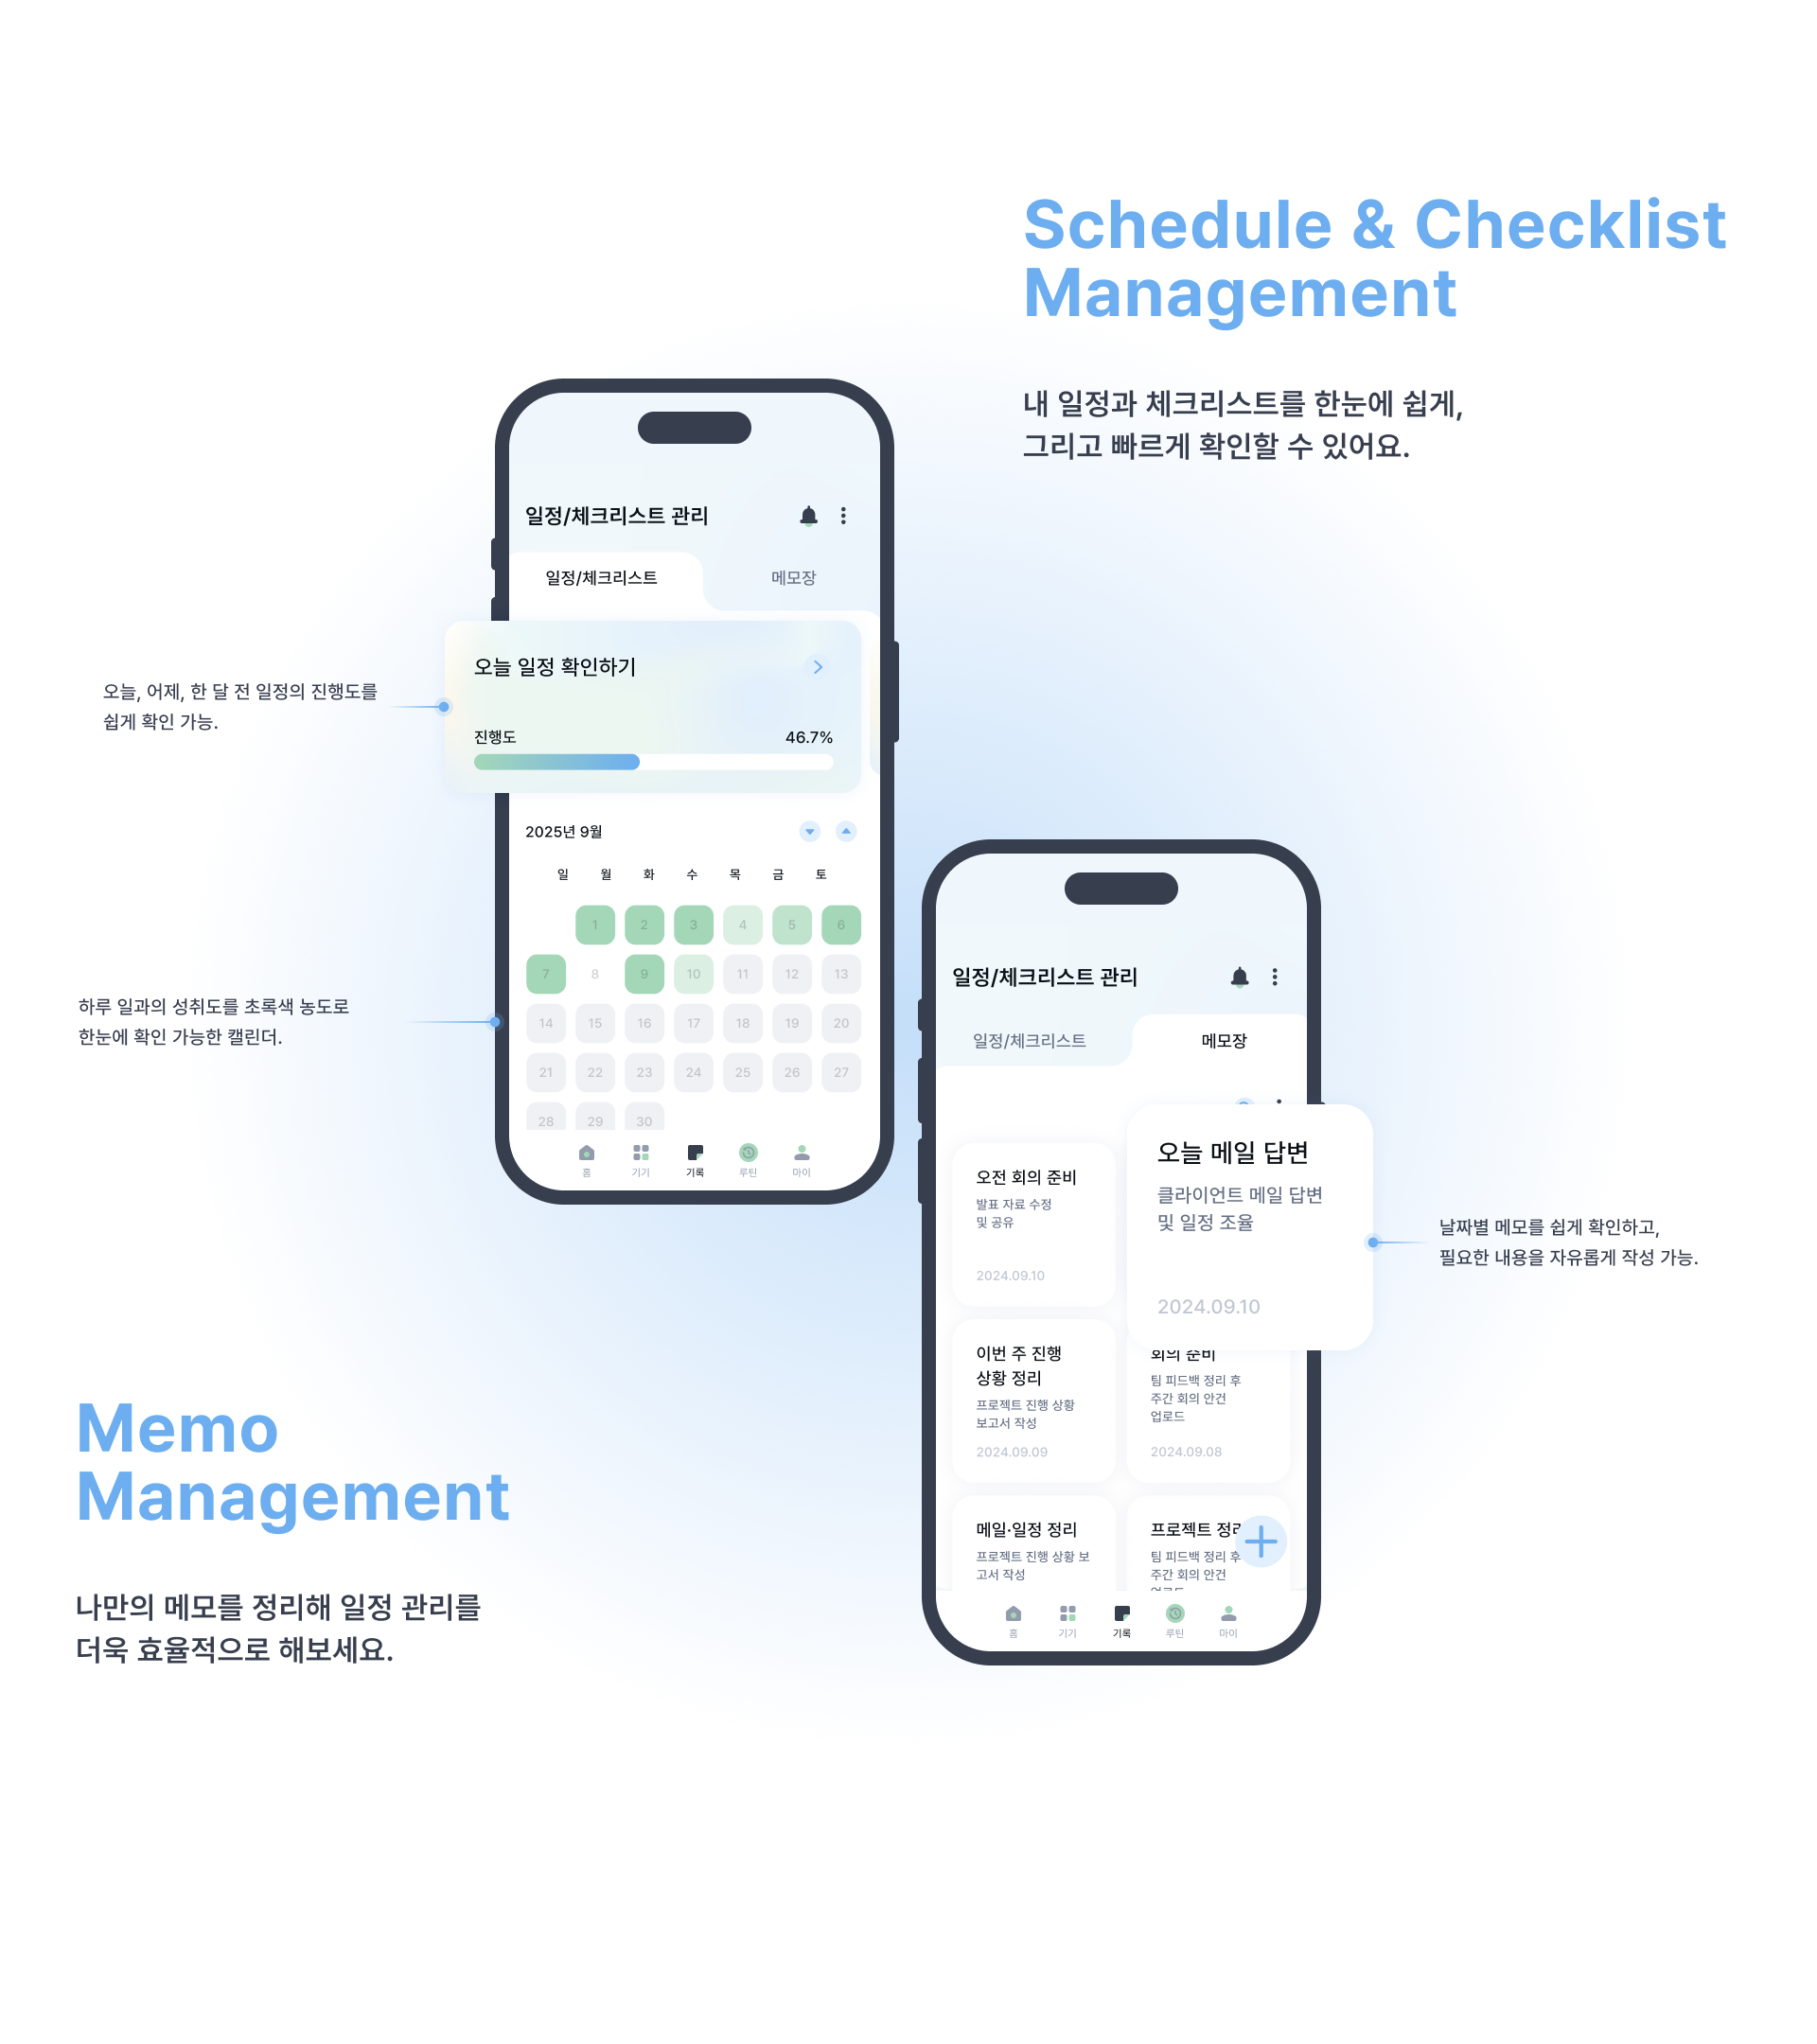 Schedule & Checklist
Management
내 일정과 체크리스트를 한눈에 쉽게,
그리고 빠르게 확인할 수 있어요.
일정/체크리스트 관리
일정/체크리스트
메모장
오늘 일정 확인하기
진행도
46.7%
오늘, 어제, 한 달 전 일정의 진행도를
쉽게 확인 가능.
2025년 9월
일 월 화 수 목 금 토
1 2 3 4 5 6
7 8 9 10 11 12 13
14 15 16 17 18 19 20
21 22 23 24 25 26 27
28 29 30
홈 기기 기록 루틴 마이
하루 일과의 성취도를 초록색 농도로
한눈에 확인 가능한 캘린더.
일정/체크리스트 관리
일정/체크리스트
메모장
오전 회의 준비
발표 자료 수정
및 공유
2024.09.10
오늘 메일 답변
클라이언트 메일 답변
및 일정 조율
2024.09.10
날짜별 메모를 쉽게 확인하고,
필요한 내용을 자유롭게 작성 가능.
이번 주 진행
상황 정리
프로젝트 진행 상황
보고서 작성
2024.09.09
회의 준비
팀 피드백 정리 후
주간 회의 안건
업로드
2024.09.08
메일·일정 정리
프로젝트 진행 상황 보
고서 작성
프로젝트 정리
팀 피드백 정리 후
주간 회의 안건
홈 기기 기록 루틴 마이
Memo
Management
나만의 메모를 정리해 일정 관리를
더욱 효율적으로 해보세요.